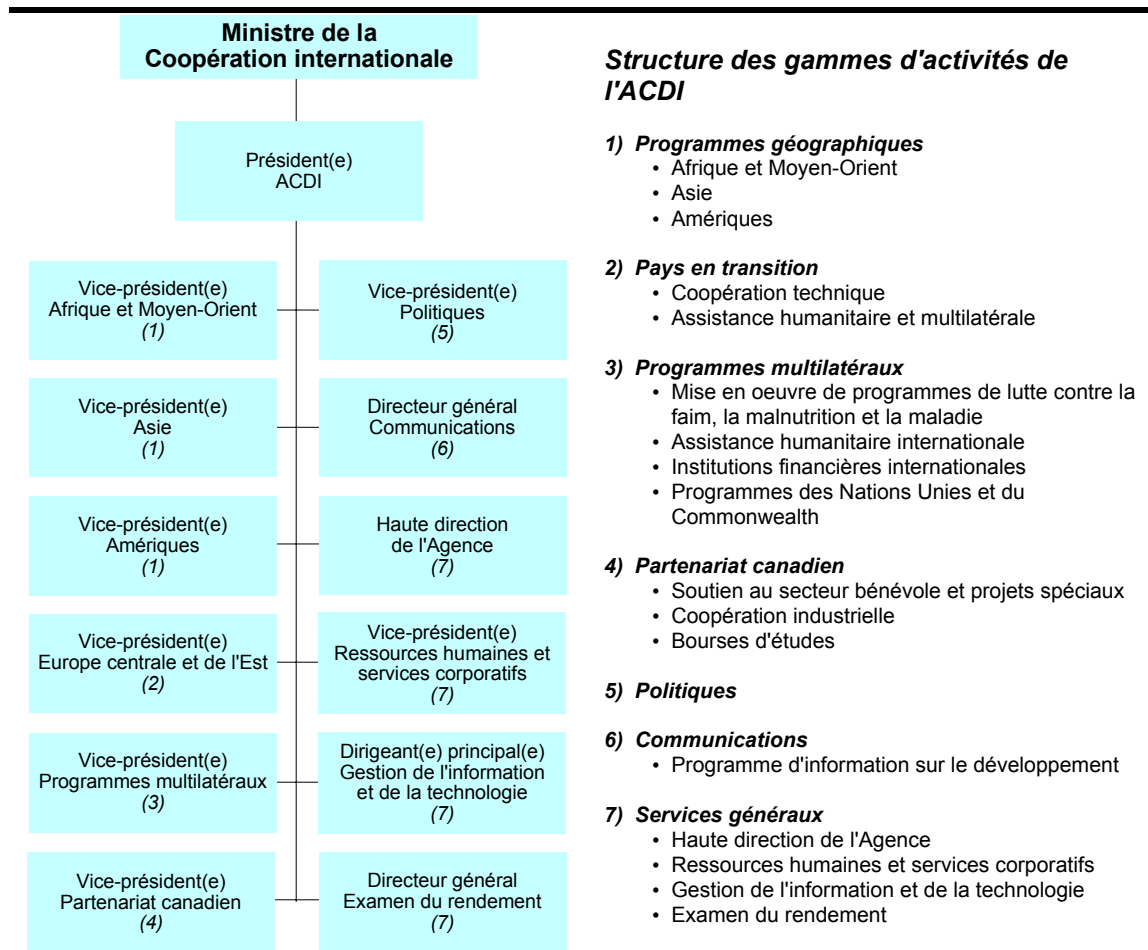 Ministre de la
Coopération internationale
Président(e)
ACDI
Vice-président(e)
Afrique et Moyen-Orient
(1)
Vice-président(e)
Politiques
(5)
Vice-président(e)
Asie
(1)
Directeur général
Communications
(6)
Vice-président(e)
Amériques
(1)
Haute direction
de l'Agence
(7)
Vice-président(e)
Europe centrale et de l'Est
(2)
Vice-président(e)
Ressources humaines et
services corporatifs
(7)
Vice-président(e)
Programmes multilatéraux
(3)
Dirigeant(e) principal(e)
Gestion de l'information
et de la technologie
(7)
Vice-président(e)
Partenariat canadien
(4)
Directeur général
Examen du rendement
(7)
Structure des gammes d'activités de
l'ACDI
1) Programmes géographiques
• Afrique et Moyen-Orient
• Asie
• Amériques
2) Pays en transition
• Coopération technique
• Assistance humanitaire et multilatérale
3) Programmes multilatéraux
• Mise en oeuvre de programmes de lutte contre la
faim, la malnutrition et la maladie
• Assistance humanitaire internationale
• Institutions financières internationales
• Programmes des Nations Unies et du
Commonwealth
4) Partenariat canadien
• Soutien au secteur bénévole et projets spéciaux
• Coopération industrielle
• Bourses d'études
5) Politiques
6) Communications
• Programme d'information sur le développement
7) Services généraux
• Haute direction de l'Agence
• Ressources humaines et services corporatifs
• Gestion de l'information et de la technologie
• Examen du rendement